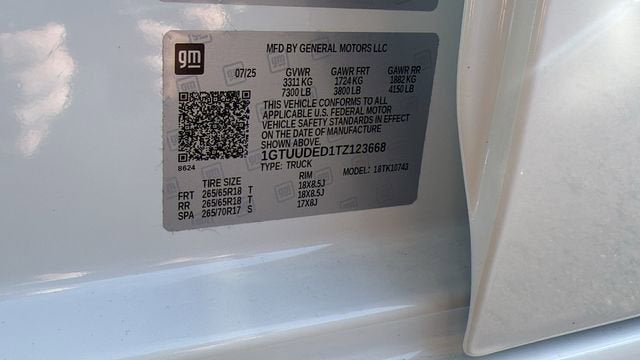 gm
MFD BY GENERAL MOTORS LLC
07/25 GVWR GAWR FRT GAWR RR
3311 KG 1724 KG 1882 KG
7300 LB 3800 LB 4150 LB
THIS VEHICLE CONFORMS TO ALL
APPLICABLE U.S. FEDERAL MOTOR
VEHICLE SAFETY STANDARDS IN EFFECT
ON THE DATE OF MANUFACTURE
SHOWN ABOVE.
1GTUUDED1TZ123668
8624 TYPE: TRUCK MODEL: 18TK10743
TIRE SIZE RIM
FRT 265/65R18 T 18X8.5J
RR 265/65R18 T 18X8.5J
SPA 265/70R17 S 17X8J